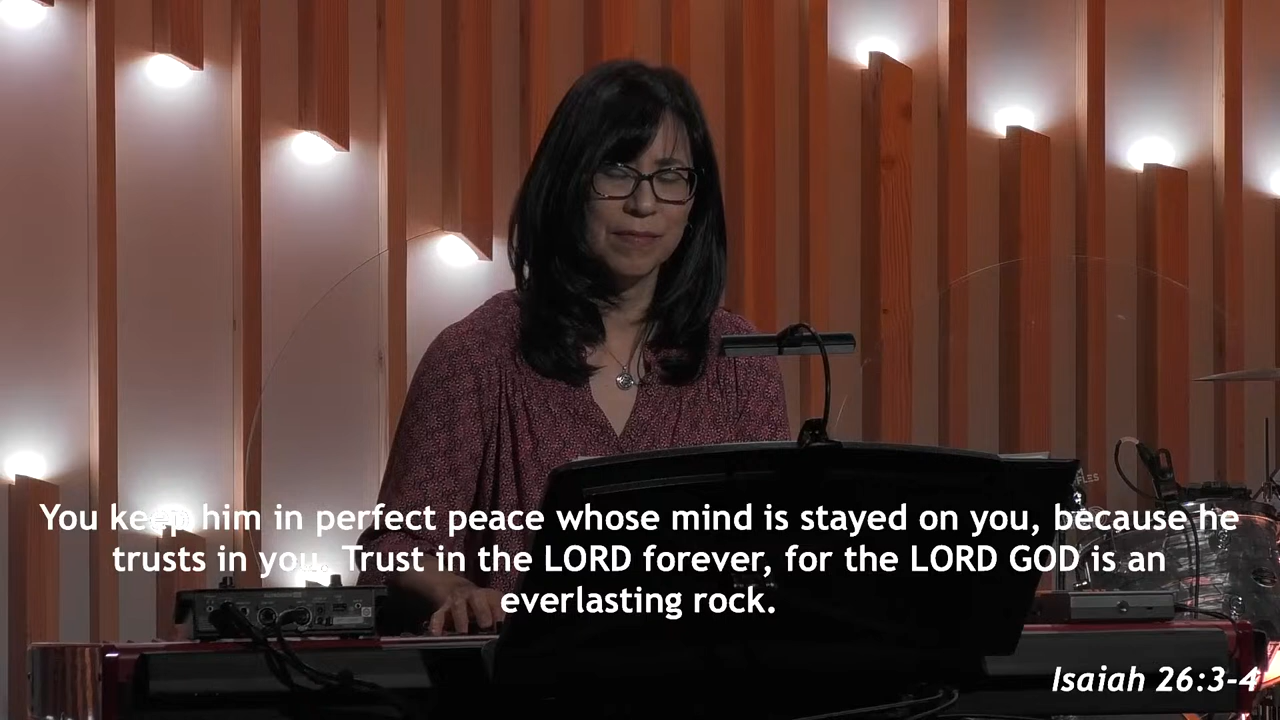 You keep him in perfect peace whose mind is stayed on you, because he
trusts in you. Trust in the LORD forever, for the LORD GOD is an
everlasting rock.
Isaiah 26:3-4